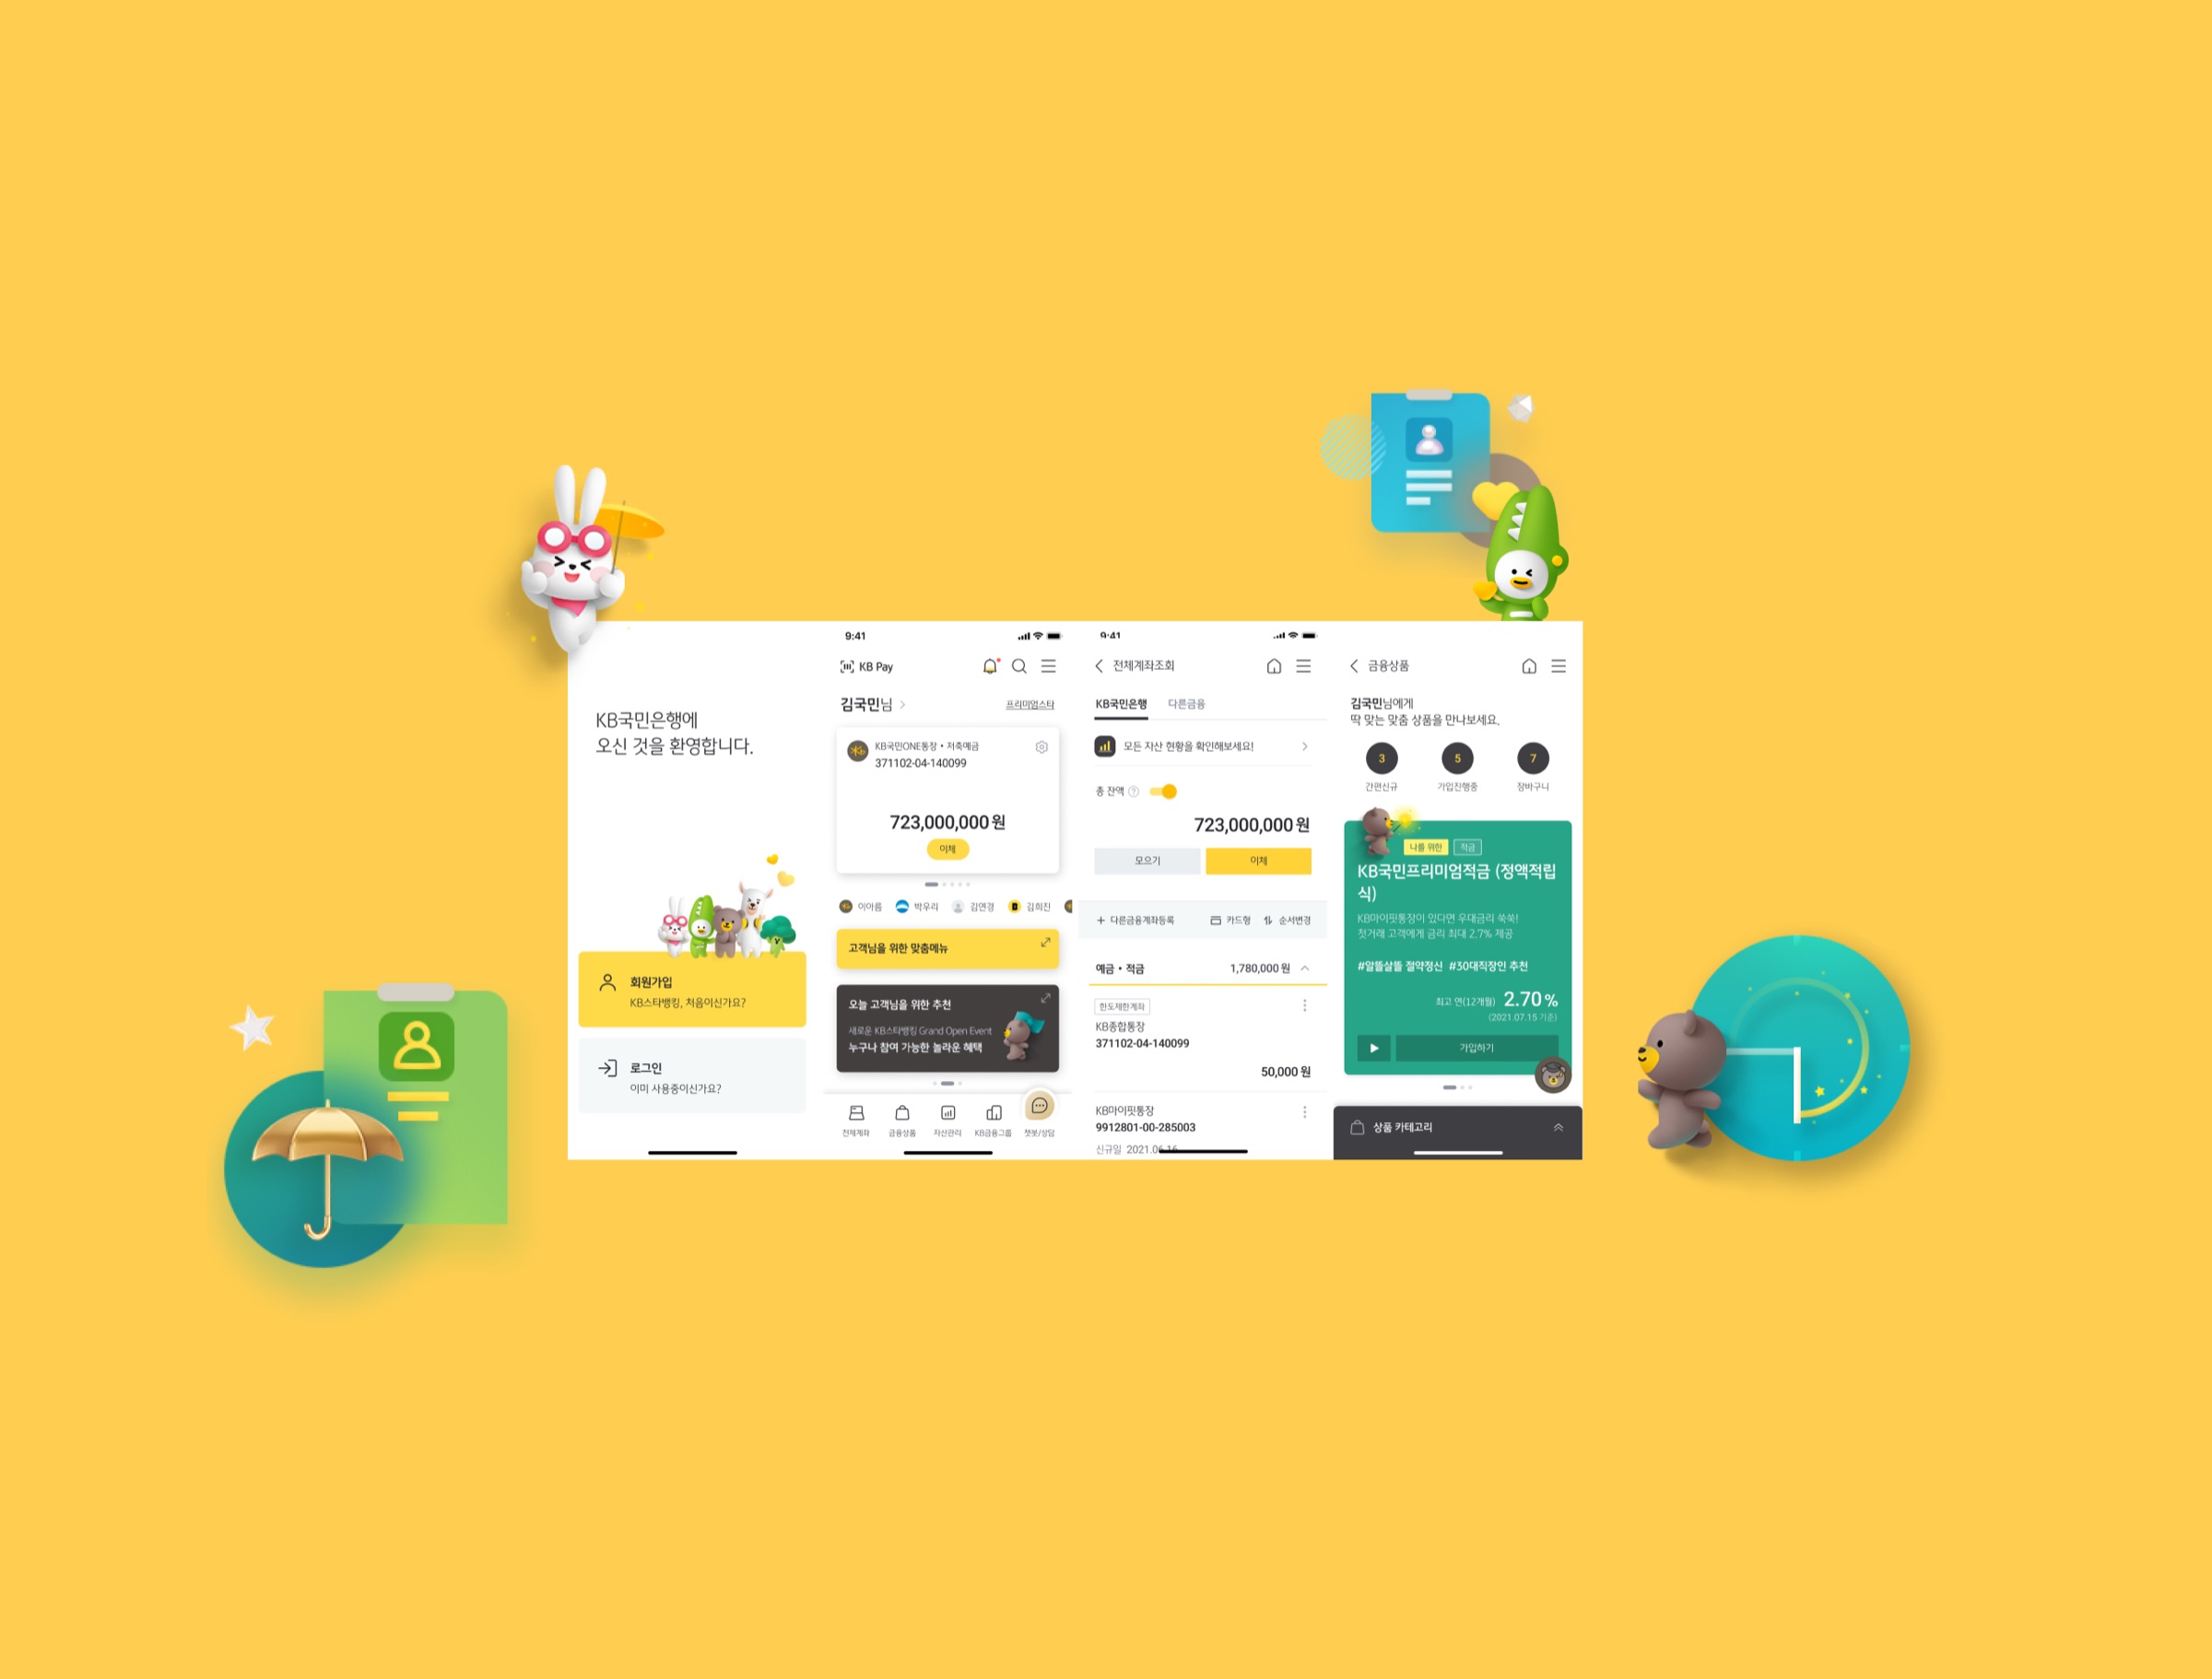 KB국민은행에
오신 것을 환영합니다.
회원가입
KB스타뱅킹, 처음이신가요?
로그인
이미 사용중이신가요?
9:41
KB Pay
김국민님
프리미엄스타
KB국민ONE통장 • 저축예금
371102-04-140099
723,000,000 원
이체
이아름 박우리 김연경 김희진
고객님을 위한 맞춤메뉴
오늘 고객님을 위한 추천
새로운 KB스타뱅킹 Grand Open Event
누구나 참여 가능한 놀라운 혜택
전체계좌 금융상품 자산관리 KB금융그룹 챗봇/상담
9:41
전체계좌조회
KB국민은행 다른금융
모든 자산 현황을 확인해보세요!
총 잔액 ?
723,000,000 원
모으기 이체
+ 다른금융계좌등록 카드형 순서변경
예금 • 적금 1,780,000 원
한도제한계좌
KB종합통장
371102-04-140099
50,000 원
KB마이핏통장
9912801-00-285003
신규일 2021.06.16
금융상품
김국민님에게
딱 맞는 맞춤 상품을 만나보세요.
3 5 7
간편신규 가입진행중 장바구니
나를 위한 적금
KB국민프리미엄적금 (정액적립
식)
KB마이핏통장이 있다면 우대금리 쑥쑥!
첫거래 고객에게 금리 최대 2.7% 제공
#알뜰살뜰 절약정신 #30대직장인 추천
최고 연(12개월) 2.70 %
(2021.07.15 기준)
가입하기
상품 카테고리